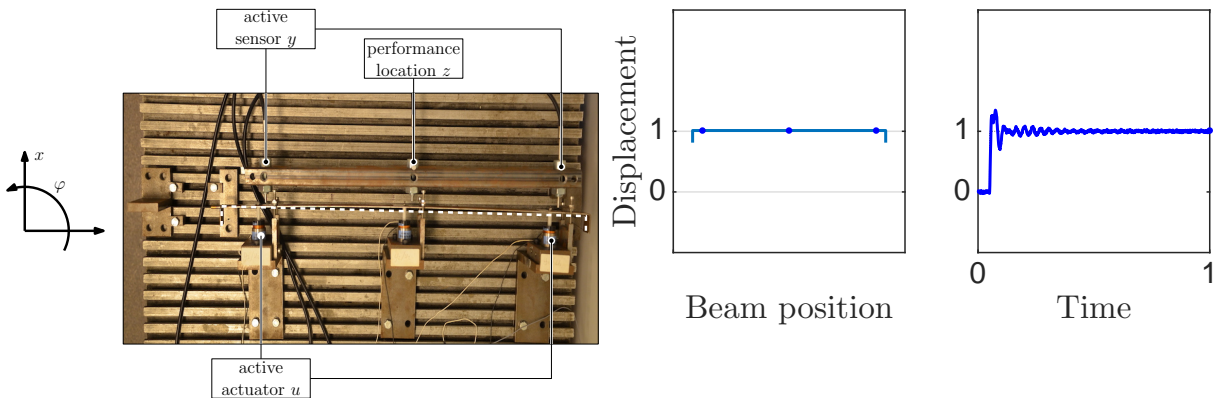 active
sensor y
performance
location z
x
φ
active
actuator u
Displacement
1
0
Beam position
1
0
0
1
Time